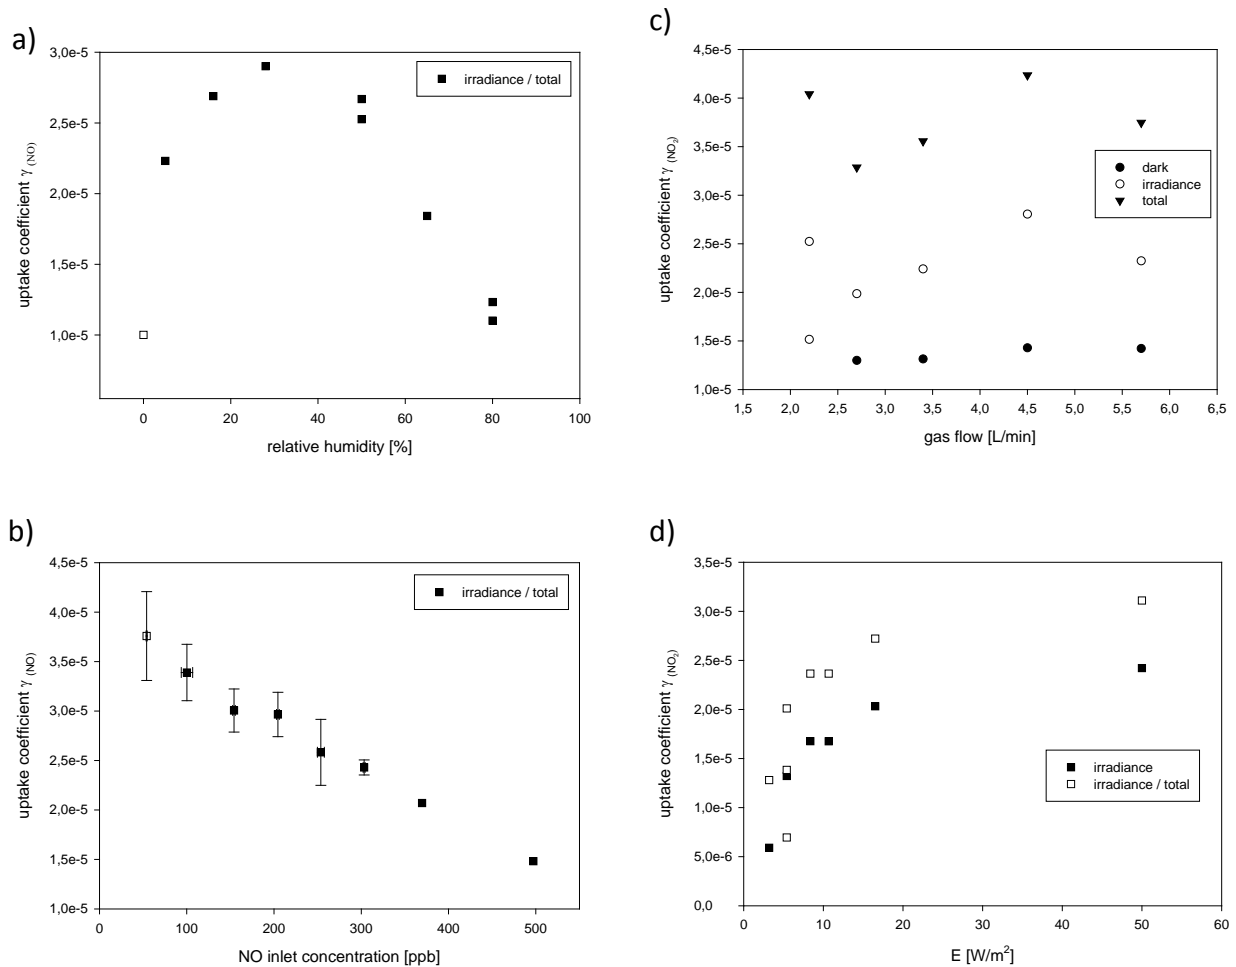 a)
3,0e-5
2,5e-5
2,0e-5
1,5e-5
1,0e-5
uptake coefficient γ (NO)
irradiance / total
0 20 40 60 80 100
relative humidity [%]
c)
4,5e-5
4,0e-5
3,5e-5
3,0e-5
2,5e-5
2,0e-5
1,5e-5
1,0e-5
uptake coefficient γ (NO₂)
dark
irradiance
total
1,5 2,0 2,5 3,0 3,5 4,0 4,5 5,0 5,5 6,0 6,5
gas flow [L/min]
b)
4,5e-5
4,0e-5
3,5e-5
3,0e-5
2,5e-5
2,0e-5
1,5e-5
1,0e-5
uptake coefficient γ (NO)
irradiance / total
0 100 200 300 400 500
NO inlet concentration [ppb]
d)
3,5e-5
3,0e-5
2,5e-5
2,0e-5
1,5e-5
1,0e-5
5,0e-6
0,0
uptake coefficient γ (NO₂)
irradiance
irradiance / total
0 10 20 30 40 50 60
E [W/m²]